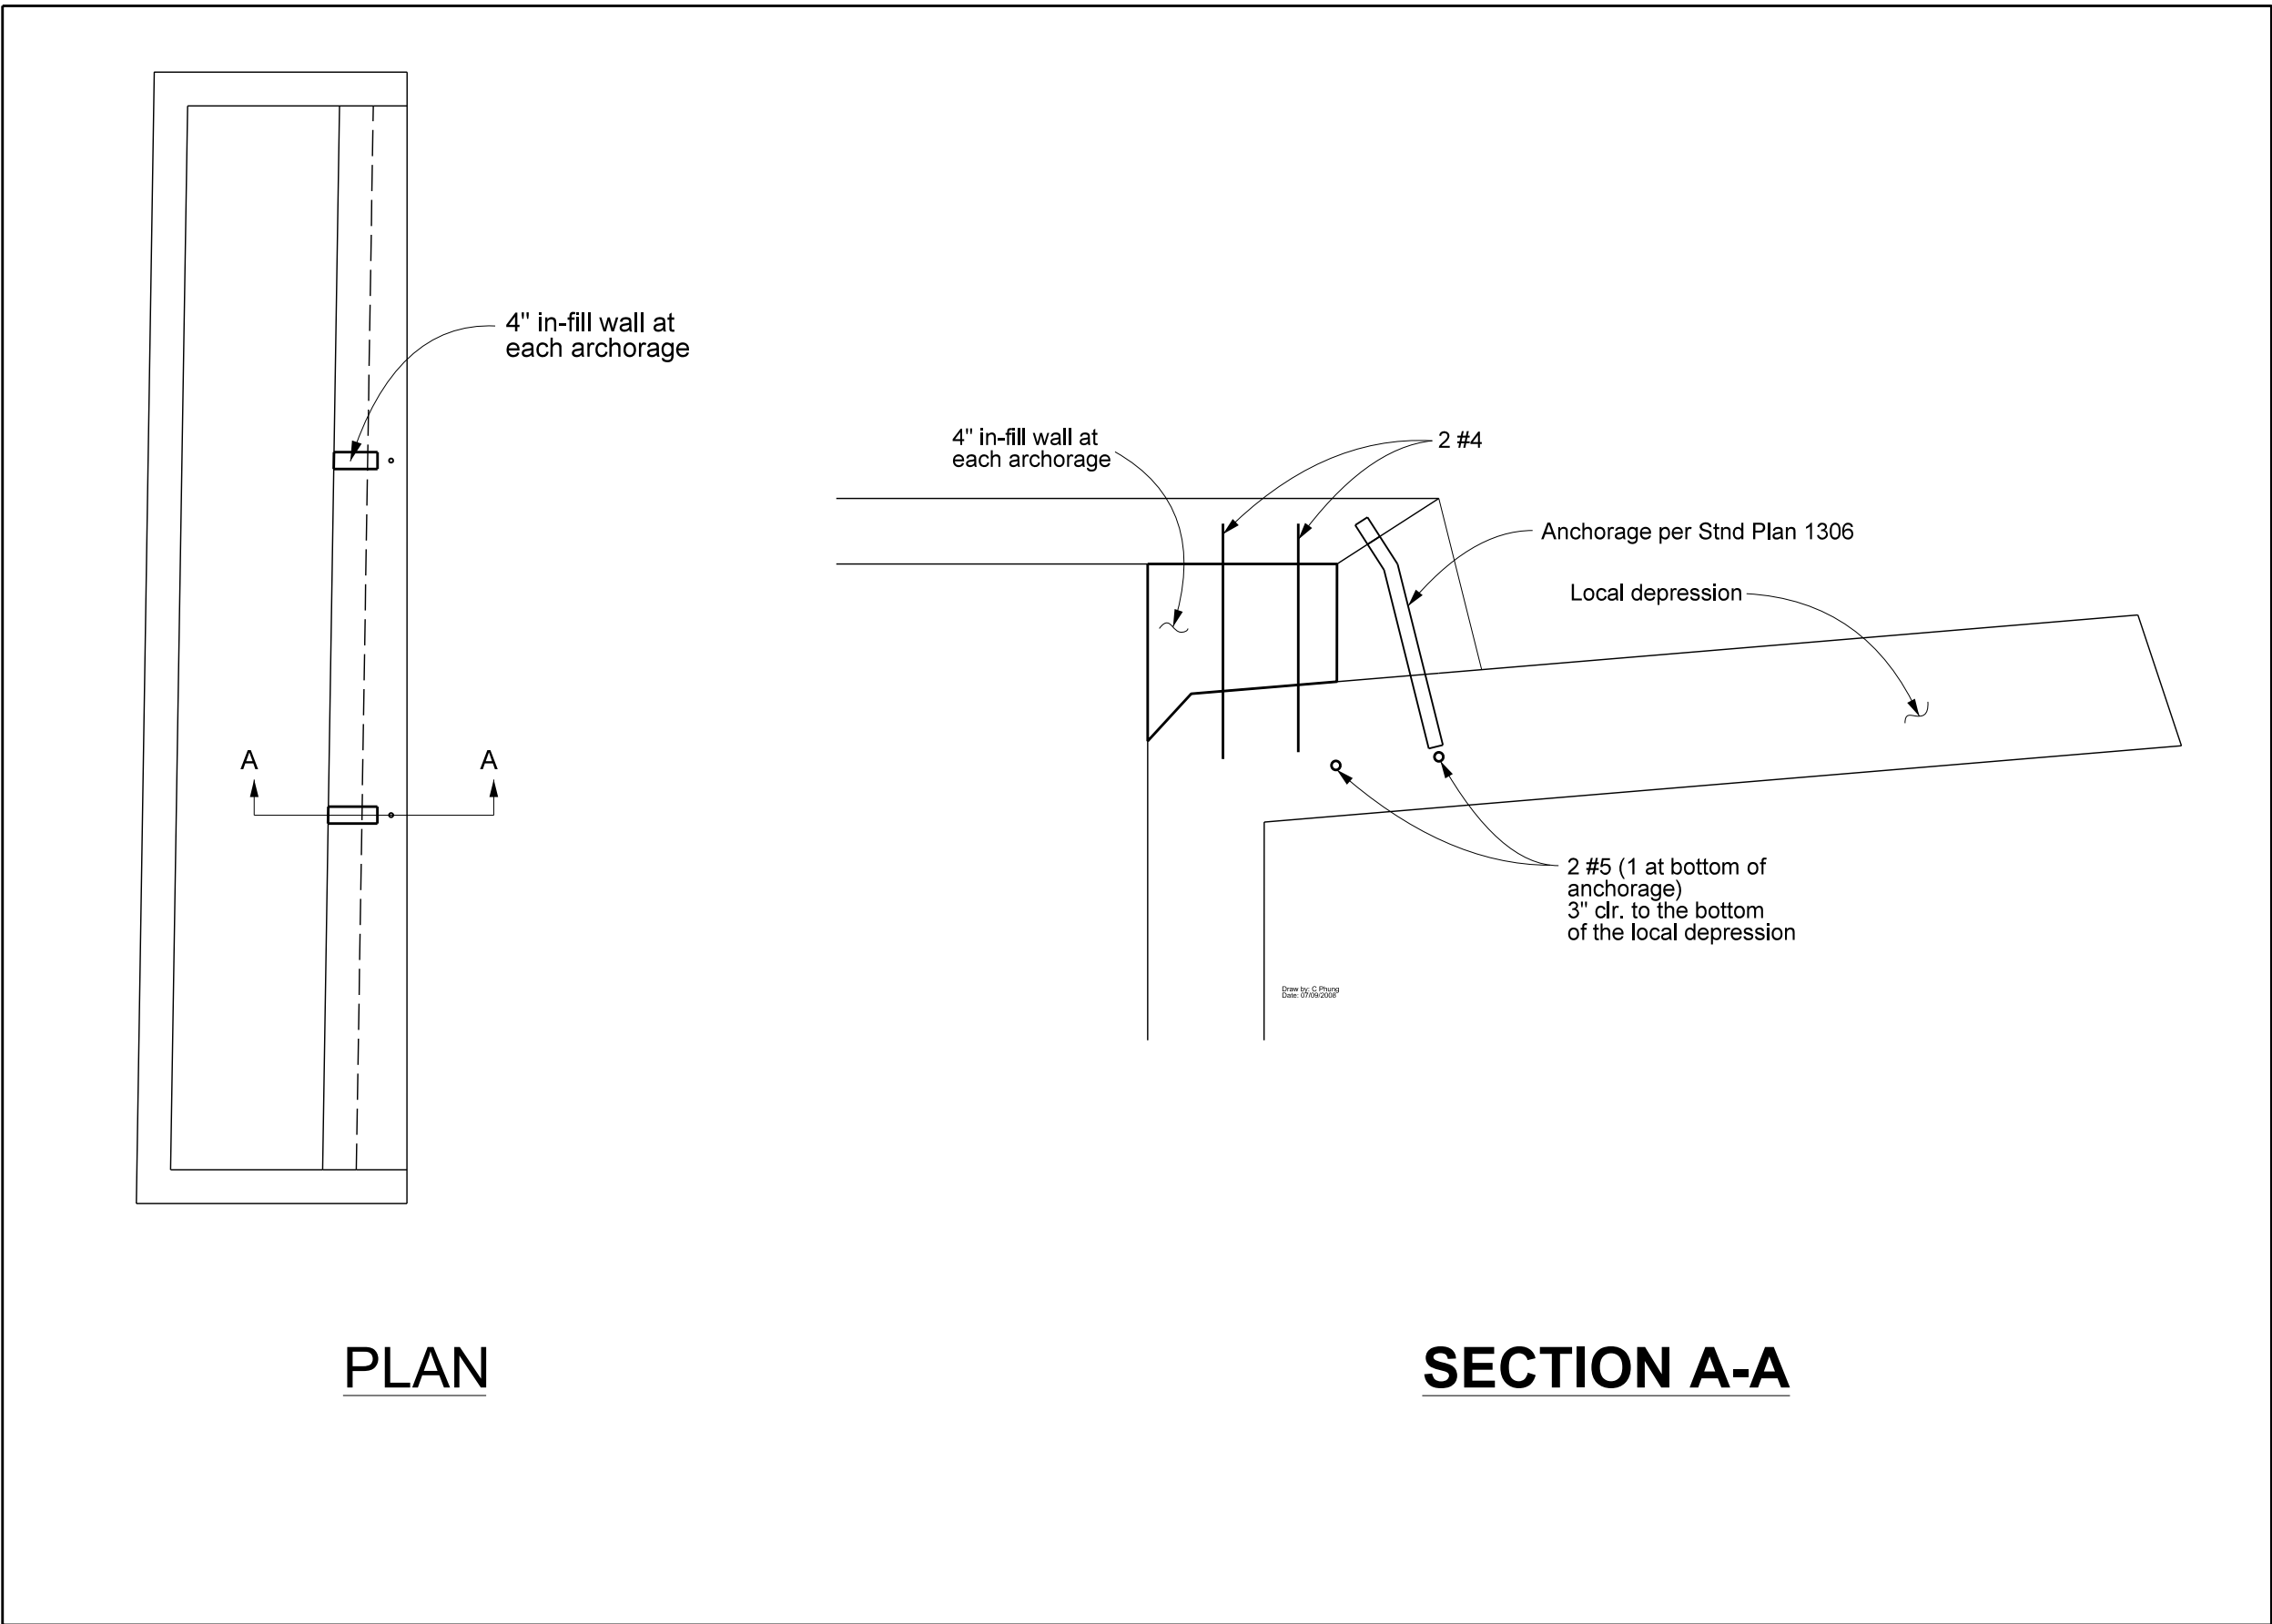 4" in-fill wall at
each archorage
A
A
PLAN
4" in-fill wall at
each archorage
2 #4
Anchorage per Stnd Plan 1306
Local depression
2 #5 (1 at bottom of
anchorage)
3" clr. to the bottom
of the local depression
Draw by: C Phung
Date: 07/09/2008
SECTION A-A